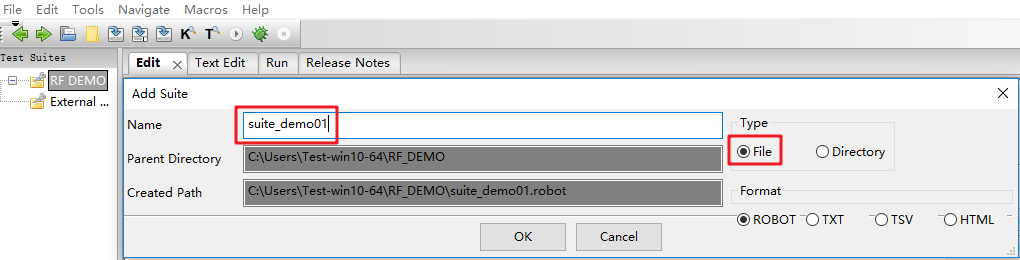 File Edit Tools Navigate Macros Help
Test Suites
RF DEMO
External ...
Edit Text Edit Run Release Notes
Add Suite
Name suite_demo01
Type
File Directory
Parent Directory C:\Users\Test-win10-64\RF_DEMO
Created Path C:\Users\Test-win10-64\RF_DEMO\suite_demo01.robot
Format
ROBOT TXT TSV HTML
OK Cancel